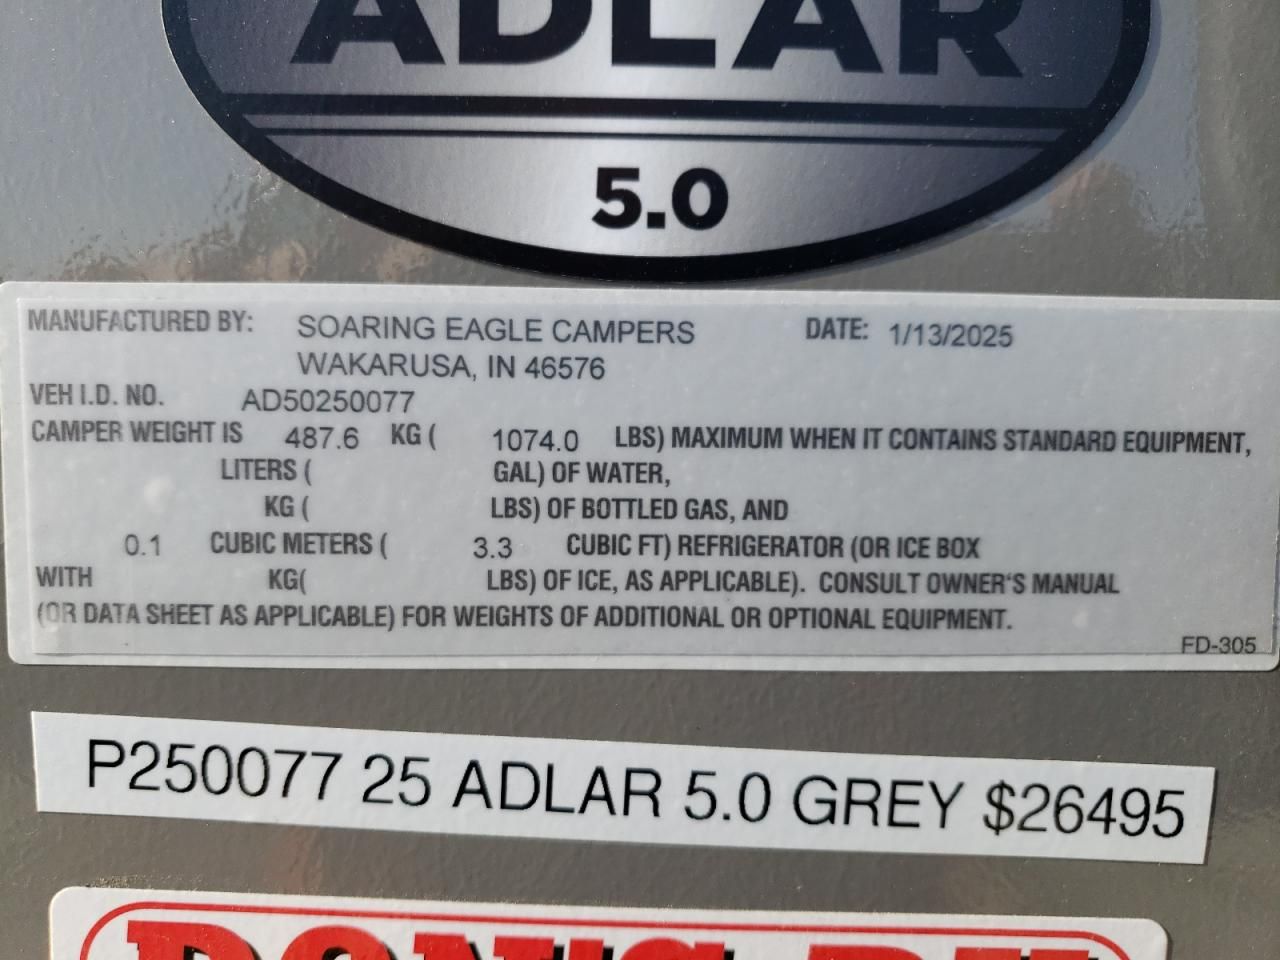 ADLAR
5.0
MANUFACTURED BY: SOARING EAGLE CAMPERS DATE: 1/13/2025
WAKARUSA, IN 46576
VEH I.D. NO. AD50250077
CAMPER WEIGHT IS 487.6 KG ( 1074.0 LBS) MAXIMUM WHEN IT CONTAINS STANDARD EQUIPMENT,
LITERS ( GAL) OF WATER,
KG ( LBS) OF BOTTLED GAS, AND
0.1 CUBIC METERS ( 3.3 CUBIC FT) REFRIGERATOR (OR ICE BOX
WITH KG( LBS) OF ICE, AS APPLICABLE). CONSULT OWNER'S MANUAL
(OR DATA SHEET AS APPLICABLE) FOR WEIGHTS OF ADDITIONAL OR OPTIONAL EQUIPMENT.
FD-305
P250077 25 ADLAR 5.0 GREY $26495
DON'S RV